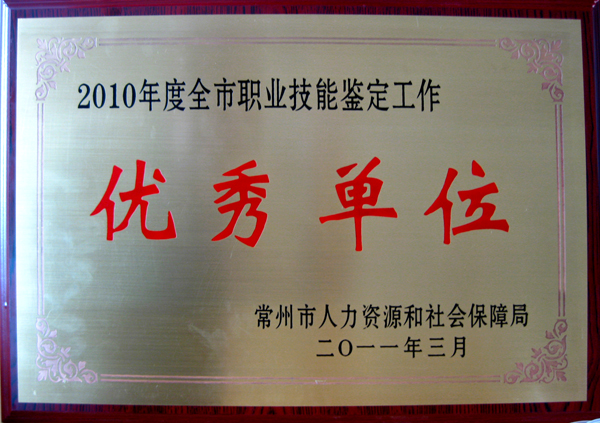 2010年度全市职业技能鉴定工作
优秀单位
常州市人力资源和社会保障局
二〇一一年三月